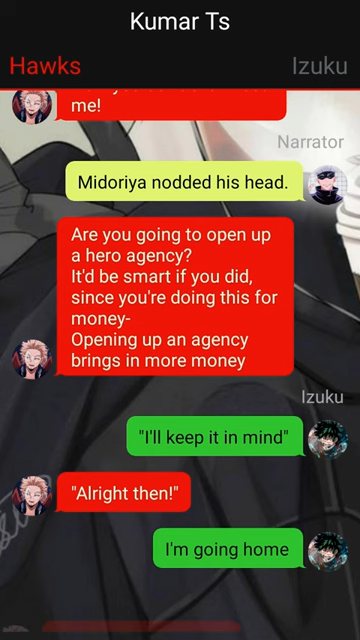 Kumar Ts
Hawks
Izuku
me!
Narrator
Midoriya nodded his head.
Are you going to open up
a hero agency?
It'd be smart if you did,
since you're doing this for
money-
Opening up an agency
brings in more money
Izuku
"I'll keep it in mind"
"Alright then!"
I'm going home